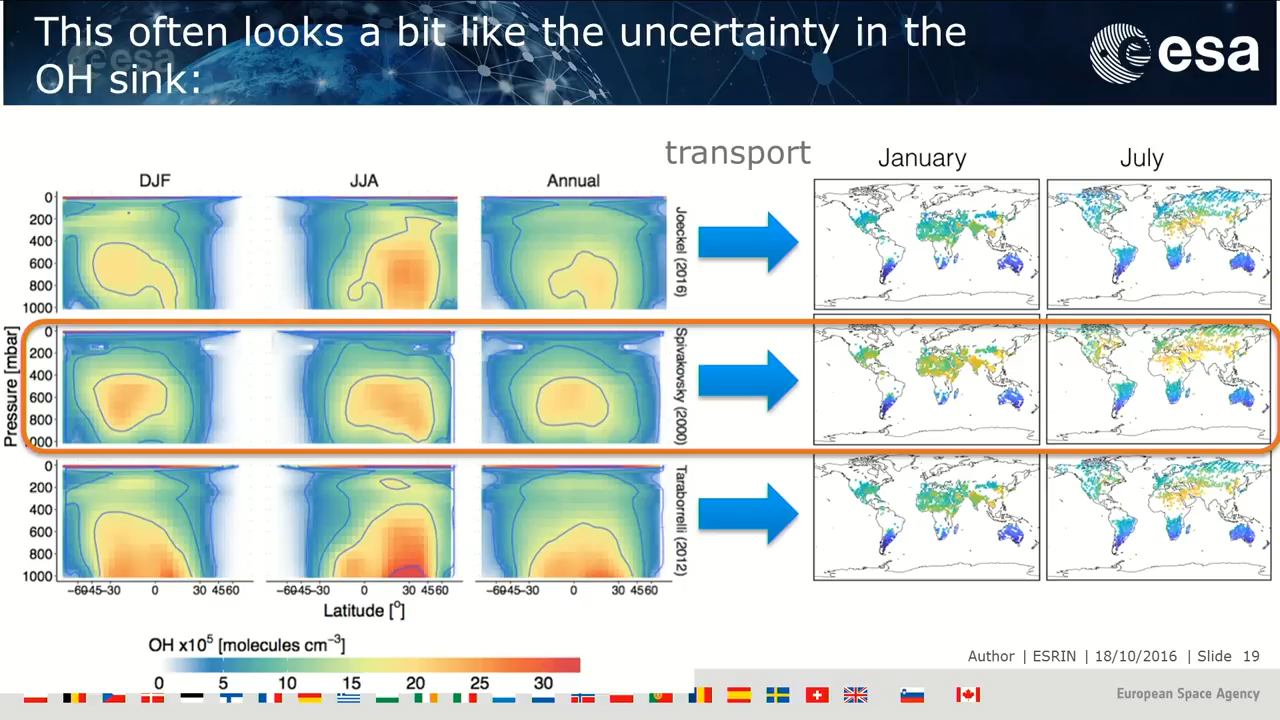 This often looks a bit like the uncertainty in the
OH sink:
esa
transport
January
July
DJF
JJA
Annual
0
200
400
600
800
1000
Joeckel (2016)
Pressure [mbar]
0
200
400
600
800
1000
Spivakovsky (2000)
0
200
400
600
800
1000
Taraborrelli (2012)
−60−45−30 0 30 45 60
−60−45−30 0 30 45 60
−60−45−30 0 30 45 60
Latitude [°]
OH x10⁵ [molecules cm⁻³]
0 5 10 15 20 25 30
Author | ESRIN | 18/10/2016 | Slide 19
European Space Agency